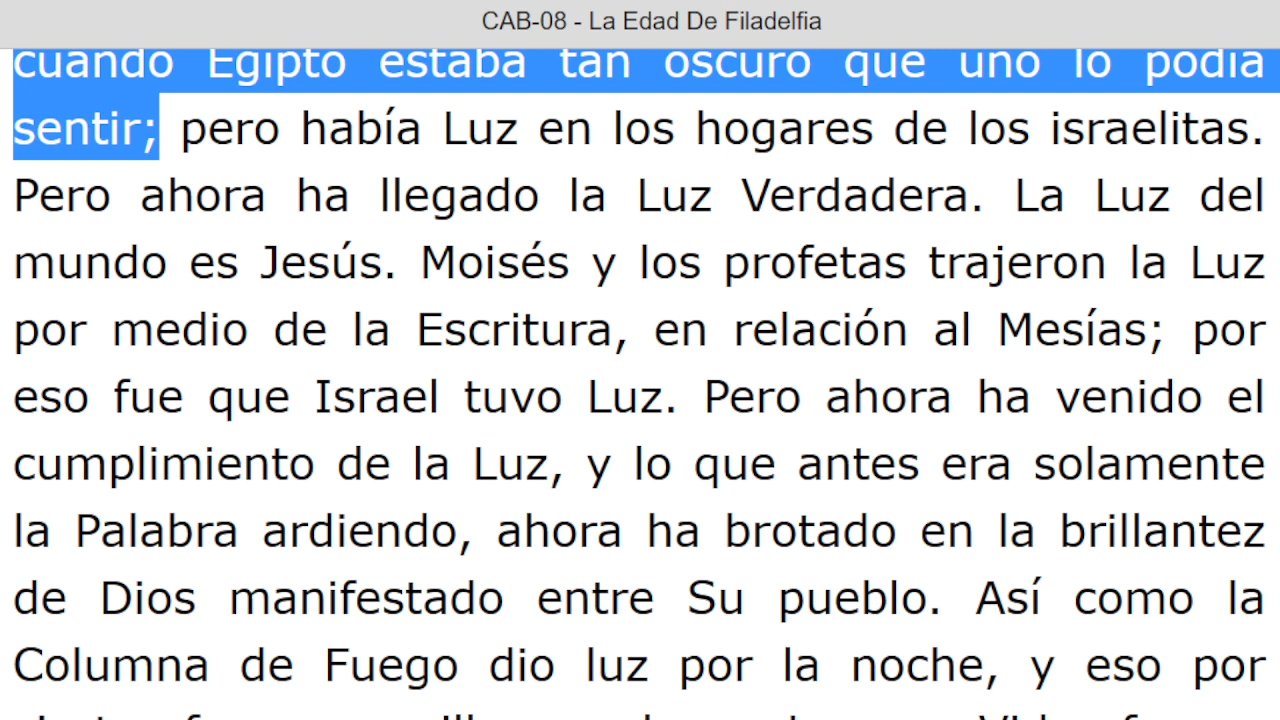 CAB-08 - La Edad De Filadelfia
cuando Egipto estaba tan oscuro que uno lo podía
sentir; pero había Luz en los hogares de los israelitas.
Pero ahora ha llegado la Luz Verdadera. La Luz del
mundo es Jesús. Moisés y los profetas trajeron la Luz
por medio de la Escritura, en relación al Mesías; por
eso fue que Israel tuvo Luz. Pero ahora ha venido el
cumplimiento de la Luz, y lo que antes era solamente
la Palabra ardiendo, ahora ha brotado en la brillantez
de Dios manifestado entre Su pueblo. Así como la
Columna de Fuego dio luz por la noche, y eso por